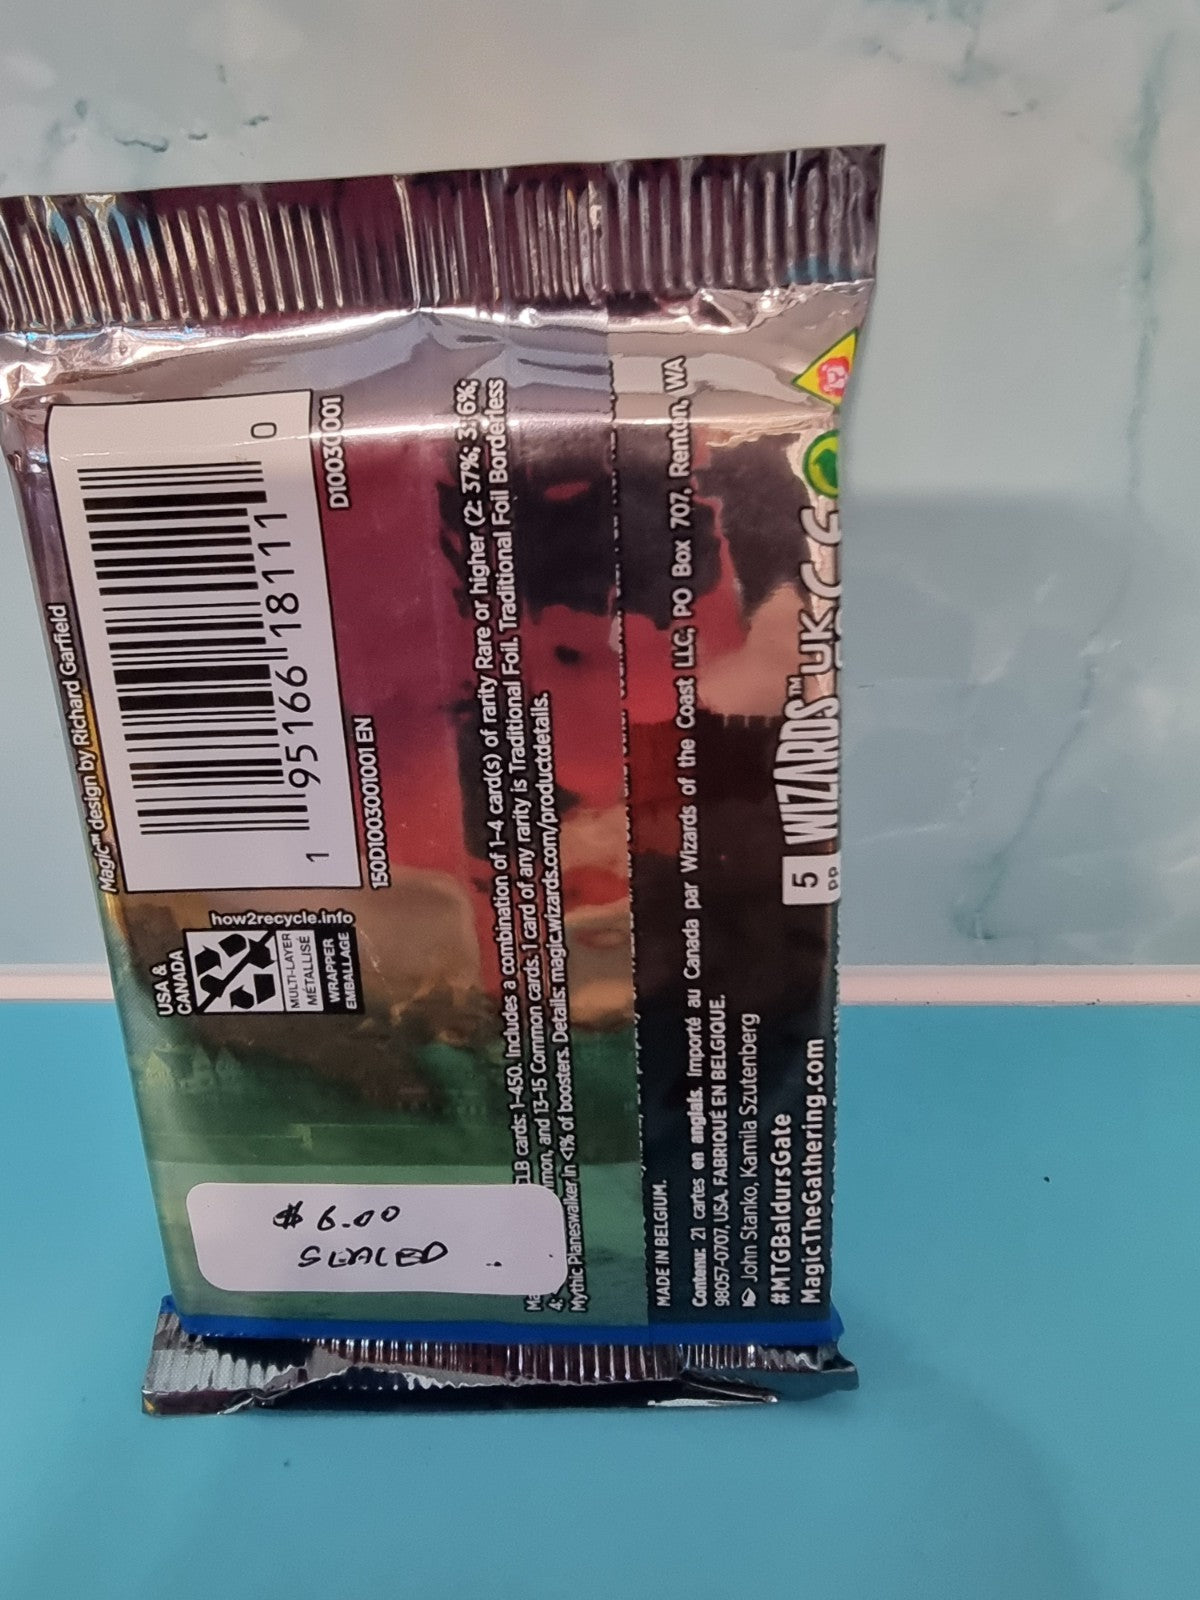 Magic™ design by Richard Garfield
1 95166 18111 0
150D10030001001 EN
D10030001
how2recycle.info
USA &
CANADA
MULTI-LAYER
MÉTALLISÉ
WRAPPER
EMBALLAGE
CLB cards: 1-450. Includes a combination of 1-4 card(s) of rarity Rare or higher (2: 37%; 3: 6%;
and 13-15 Common cards. 1 card of any rarity is Traditional Foil. Traditional Foil Borderless
Mythic Planeswalker in <1% of boosters. Details: magic.wizards.com/productdetails.
$6.00
SEALED
MADE IN BELGIUM.
Contenu: 21 cartes en anglais. Importé au Canada par Wizards of the Coast LLC, PO Box 707, Renton, WA
98057-0707, USA. FABRIQUÉ EN BELGIQUE.
John Stanko, Kamila Szutenberg
#MTGBaldursGate
MagicTheGathering.com
5
PP
WIZARDS™
UK
CA
CE